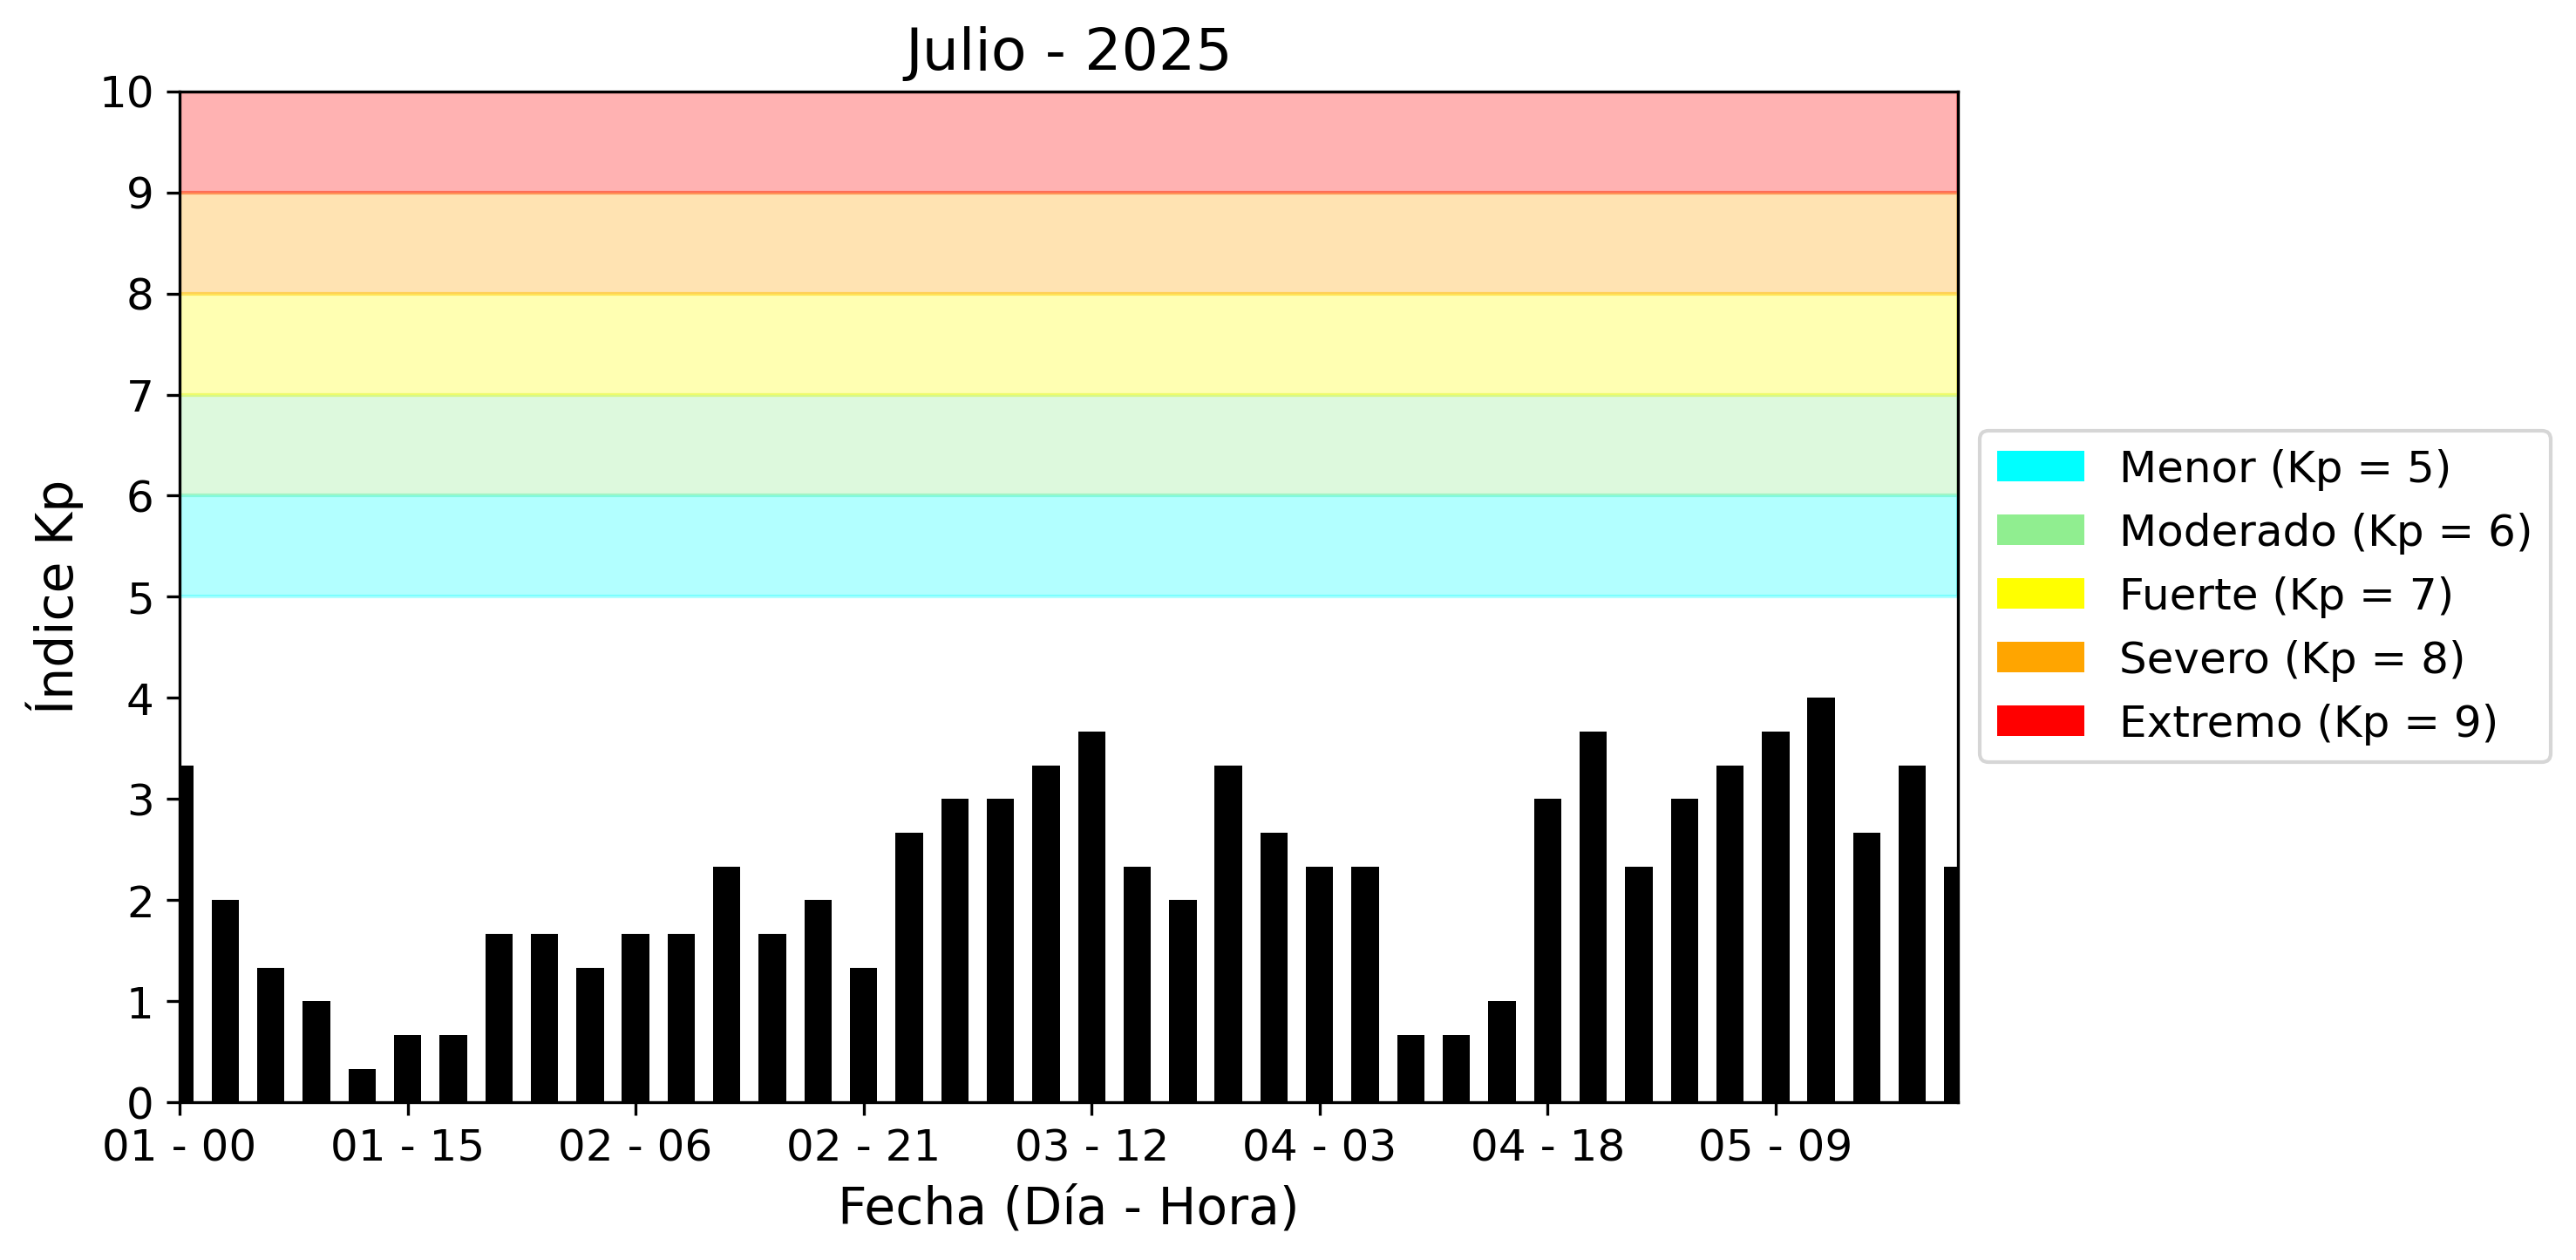 Julio - 2025
10
9
8
7
6
5
4
3
2
1
0
Índice Kp
01 - 00 01 - 15 02 - 06 02 - 21 03 - 12 04 - 03 04 - 18 05 - 09
Fecha (Día - Hora)
Menor (Kp = 5)
Moderado (Kp = 6)
Fuerte (Kp = 7)
Severo (Kp = 8)
Extremo (Kp = 9)